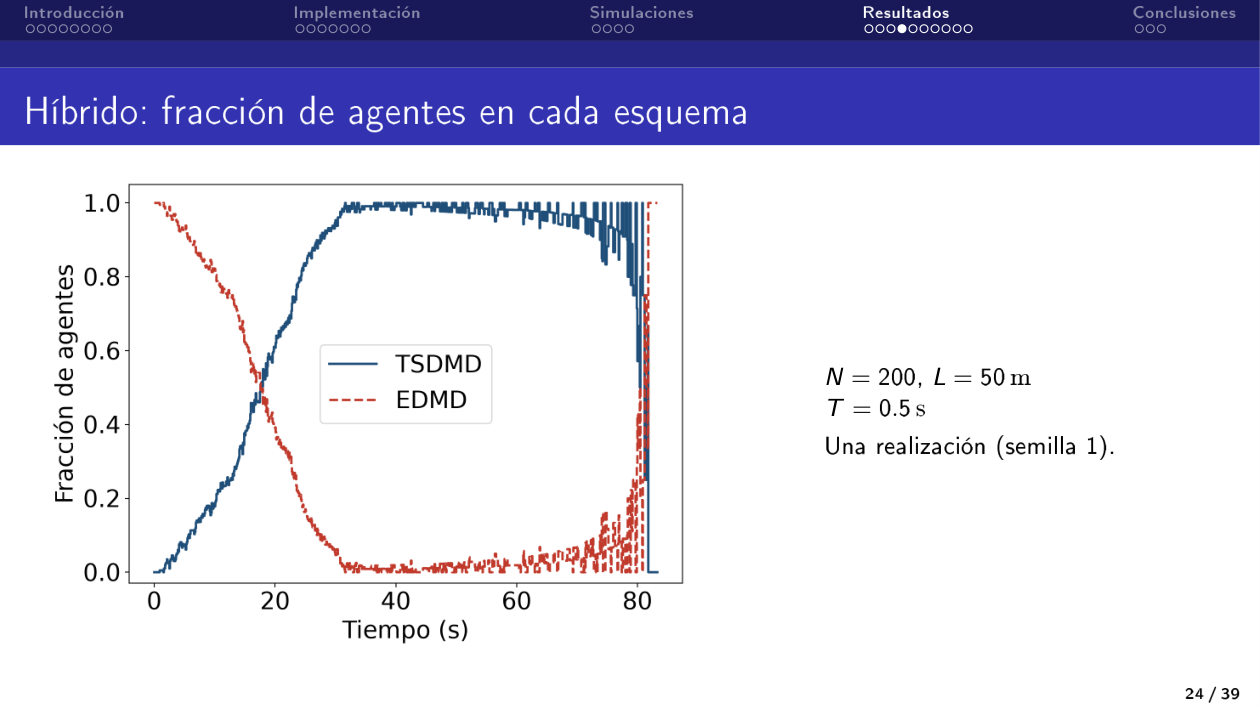 Introducción
Implementación
Simulaciones
Resultados
Conclusiones
Híbrido: fracción de agentes en cada esquema
Fracción de agentes
1.0
0.8
0.6
0.4
0.2
0.0
TSDMD
EDMD
0 20 40 60 80
Tiempo (s)
N = 200, L = 50 m
T = 0.5 s
Una realización (semilla 1).
24 / 39